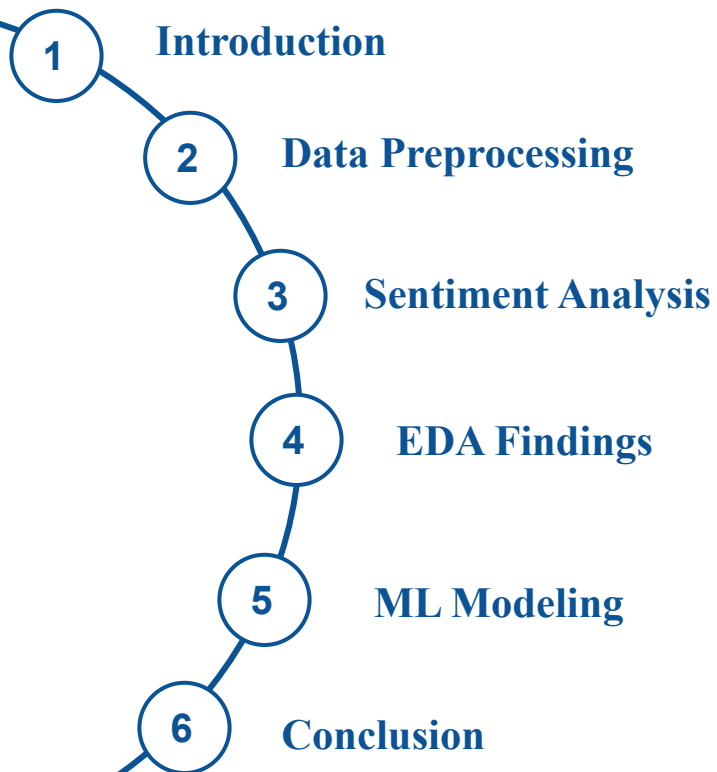 1 Introduction
2 Data Preprocessing
3 Sentiment Analysis
4 EDA Findings
5 ML Modeling
6 Conclusion